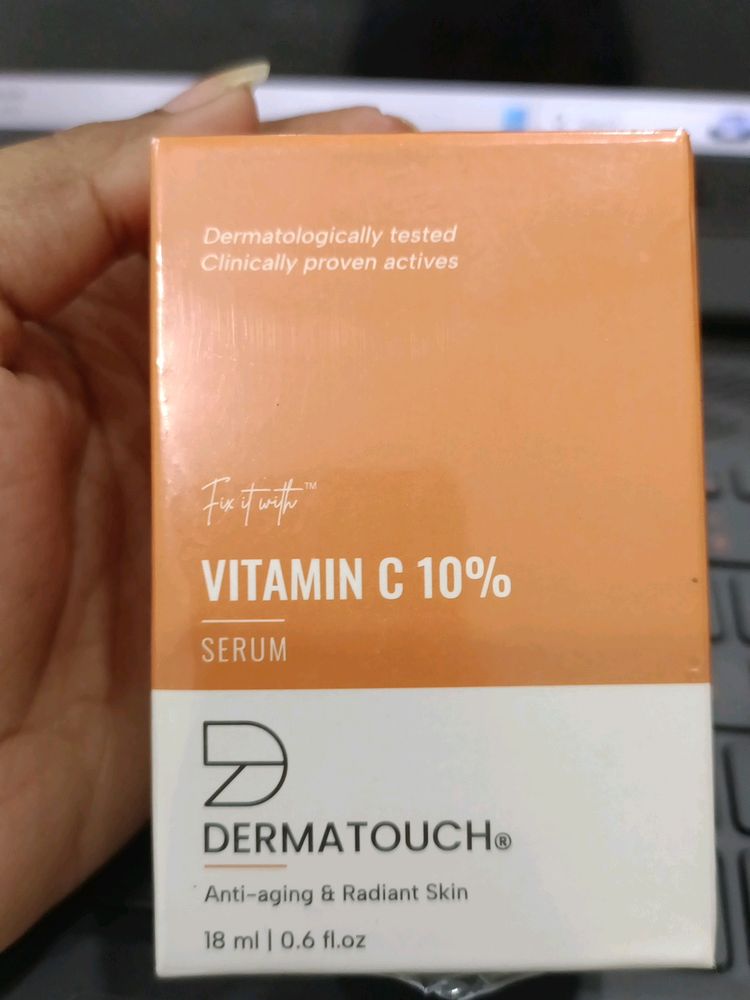 Dermatologically tested
Clinically proven actives
Fix it with™
VITAMIN C 10%
SERUM
DERMATOUCH®
Anti-aging & Radiant Skin
18 ml | 0.6 fl.oz